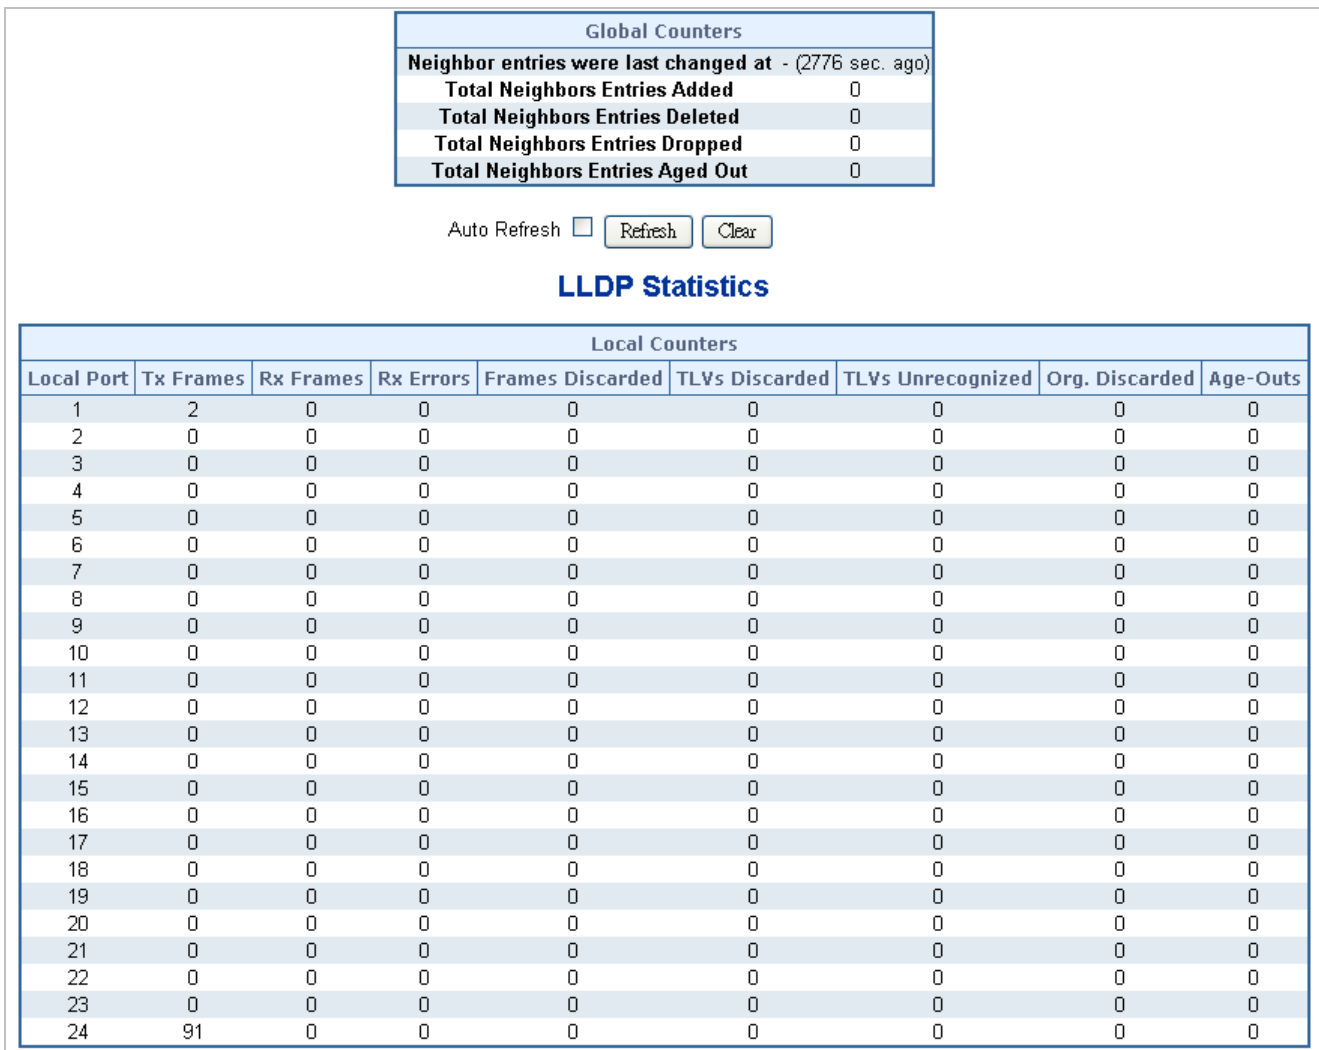 Global Counters
Neighbor entries were last changed at - (2776 sec. ago)
Total Neighbors Entries Added 0
Total Neighbors Entries Deleted 0
Total Neighbors Entries Dropped 0
Total Neighbors Entries Aged Out 0
Auto Refresh Refresh Clear
LLDP Statistics
Local Counters
Local Port Tx Frames Rx Frames Rx Errors Frames Discarded TLVs Discarded TLVs Unrecognized Org. Discarded Age-Outs
1 2 0 0 0 0 0 0 0
2 0 0 0 0 0 0 0 0
3 0 0 0 0 0 0 0 0
4 0 0 0 0 0 0 0 0
5 0 0 0 0 0 0 0 0
6 0 0 0 0 0 0 0 0
7 0 0 0 0 0 0 0 0
8 0 0 0 0 0 0 0 0
9 0 0 0 0 0 0 0 0
10 0 0 0 0 0 0 0 0
11 0 0 0 0 0 0 0 0
12 0 0 0 0 0 0 0 0
13 0 0 0 0 0 0 0 0
14 0 0 0 0 0 0 0 0
15 0 0 0 0 0 0 0 0
16 0 0 0 0 0 0 0 0
17 0 0 0 0 0 0 0 0
18 0 0 0 0 0 0 0 0
19 0 0 0 0 0 0 0 0
20 0 0 0 0 0 0 0 0
21 0 0 0 0 0 0 0 0
22 0 0 0 0 0 0 0 0
23 0 0 0 0 0 0 0 0
24 91 0 0 0 0 0 0 0